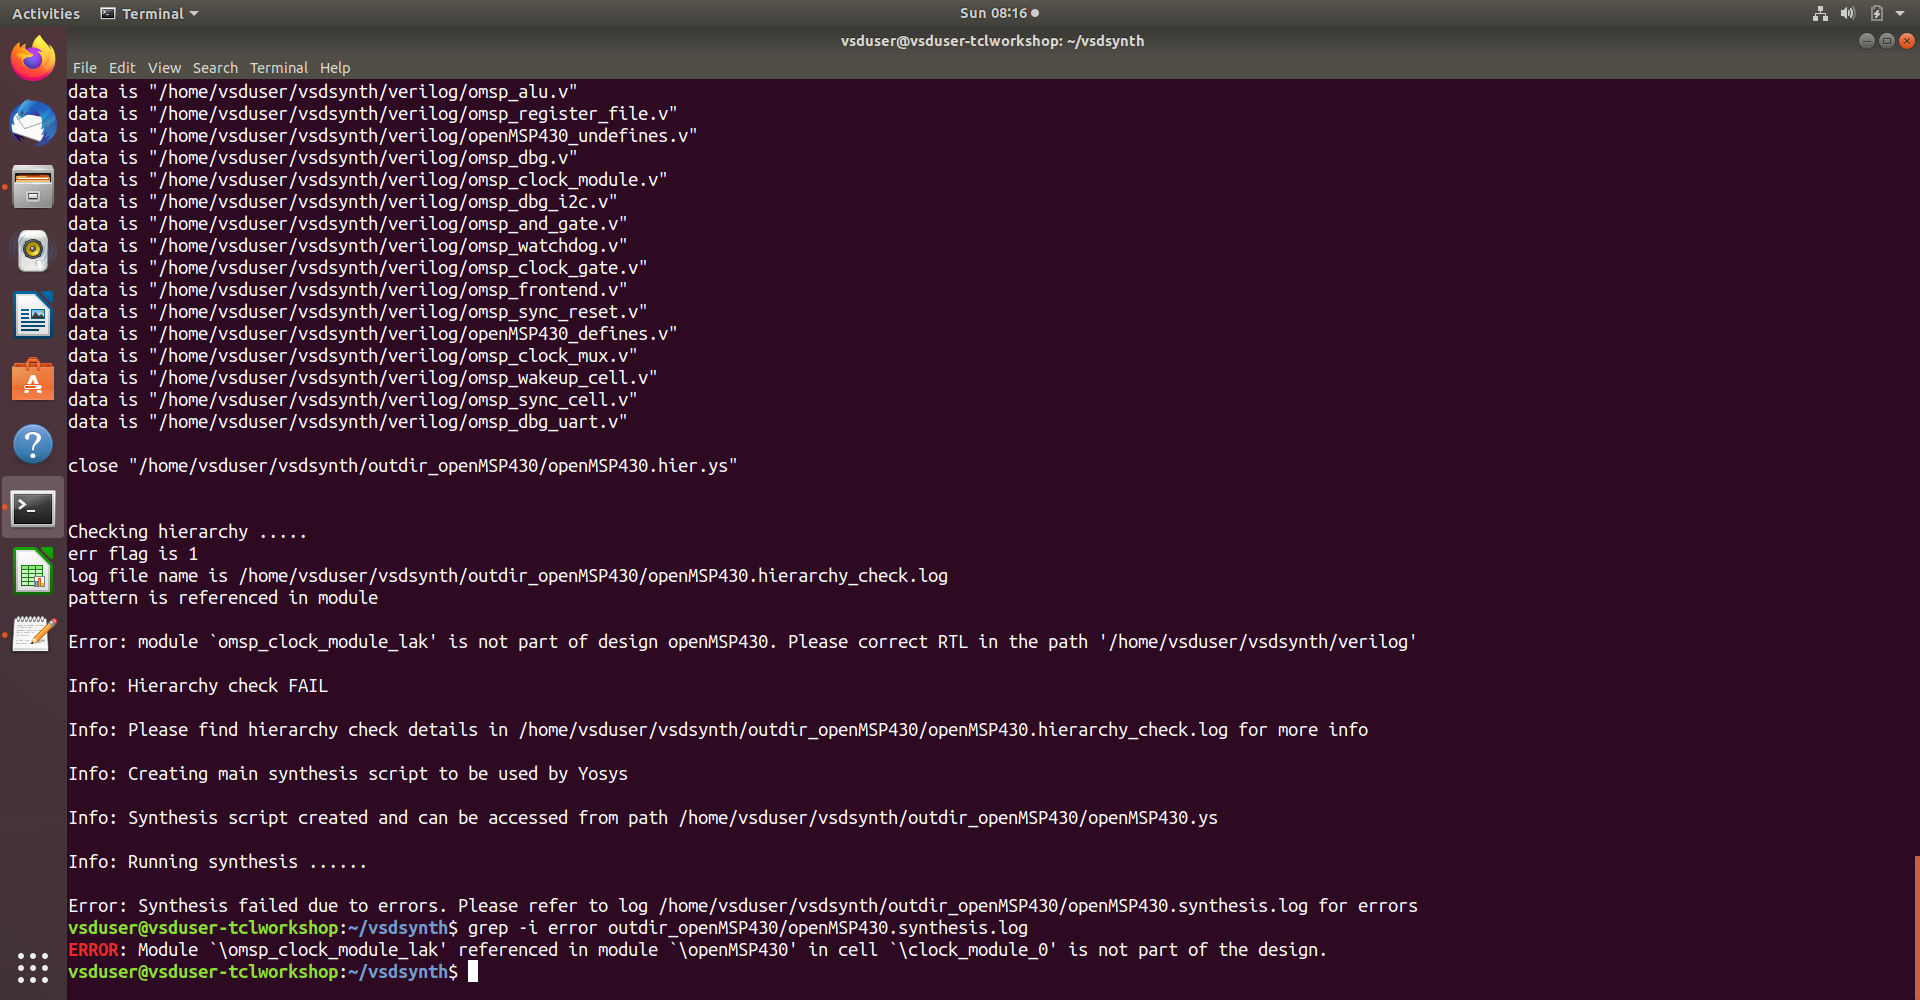 Activities Terminal Sun 08:16
vsduser@vsduser-tclworkshop: ~/vsdsynth
File Edit View Search Terminal Help
data is "/home/vsduser/vsdsynth/verilog/omsp_alu.v"
data is "/home/vsduser/vsdsynth/verilog/omsp_register_file.v"
data is "/home/vsduser/vsdsynth/verilog/openMSP430_undefines.v"
data is "/home/vsduser/vsdsynth/verilog/omsp_dbg.v"
data is "/home/vsduser/vsdsynth/verilog/omsp_clock_module.v"
data is "/home/vsduser/vsdsynth/verilog/omsp_dbg_i2c.v"
data is "/home/vsduser/vsdsynth/verilog/omsp_and_gate.v"
data is "/home/vsduser/vsdsynth/verilog/omsp_watchdog.v"
data is "/home/vsduser/vsdsynth/verilog/omsp_clock_gate.v"
data is "/home/vsduser/vsdsynth/verilog/omsp_frontend.v"
data is "/home/vsduser/vsdsynth/verilog/omsp_sync_reset.v"
data is "/home/vsduser/vsdsynth/verilog/openMSP430_defines.v"
data is "/home/vsduser/vsdsynth/verilog/omsp_clock_mux.v"
data is "/home/vsduser/vsdsynth/verilog/omsp_wakeup_cell.v"
data is "/home/vsduser/vsdsynth/verilog/omsp_sync_cell.v"
data is "/home/vsduser/vsdsynth/verilog/omsp_dbg_uart.v"
close "/home/vsduser/vsdsynth/outdir_openMSP430/openMSP430.hier.ys"
Checking hierarchy .....
err flag is 1
log file name is /home/vsduser/vsdsynth/outdir_openMSP430/openMSP430.hierarchy_check.log
pattern is referenced in module
Error: module `omsp_clock_module_lak' is not part of design openMSP430. Please correct RTL in the path '/home/vsduser/vsdsynth/verilog'
Info: Hierarchy check FAIL
Info: Please find hierarchy check details in /home/vsduser/vsdsynth/outdir_openMSP430/openMSP430.hierarchy_check.log for more info
Info: Creating main synthesis script to be used by Yosys
Info: Synthesis script created and can be accessed from path /home/vsduser/vsdsynth/outdir_openMSP430/openMSP430.ys
Info: Running synthesis ......
Error: Synthesis failed due to errors. Please refer to log /home/vsduser/vsdsynth/outdir_openMSP430/openMSP430.synthesis.log for errors
vsduser@vsduser-tclworkshop:~/vsdsynth$ grep -i error outdir_openMSP430/openMSP430.synthesis.log
ERROR: Module `\omsp_clock_module_lak' referenced in module `\openMSP430' in cell `\clock_module_0' is not part of the design.
vsduser@vsduser-tclworkshop:~/vsdsynth$